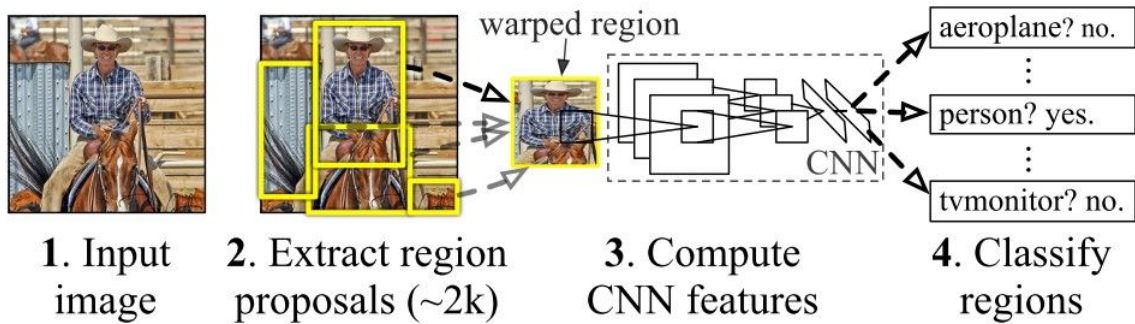 warped region
aeroplane? no.
⋮
person? yes.
⋮
tvmonitor? no.
CNN
1. Input
image
2. Extract region
proposals (~2k)
3. Compute
CNN features
4. Classify
regions